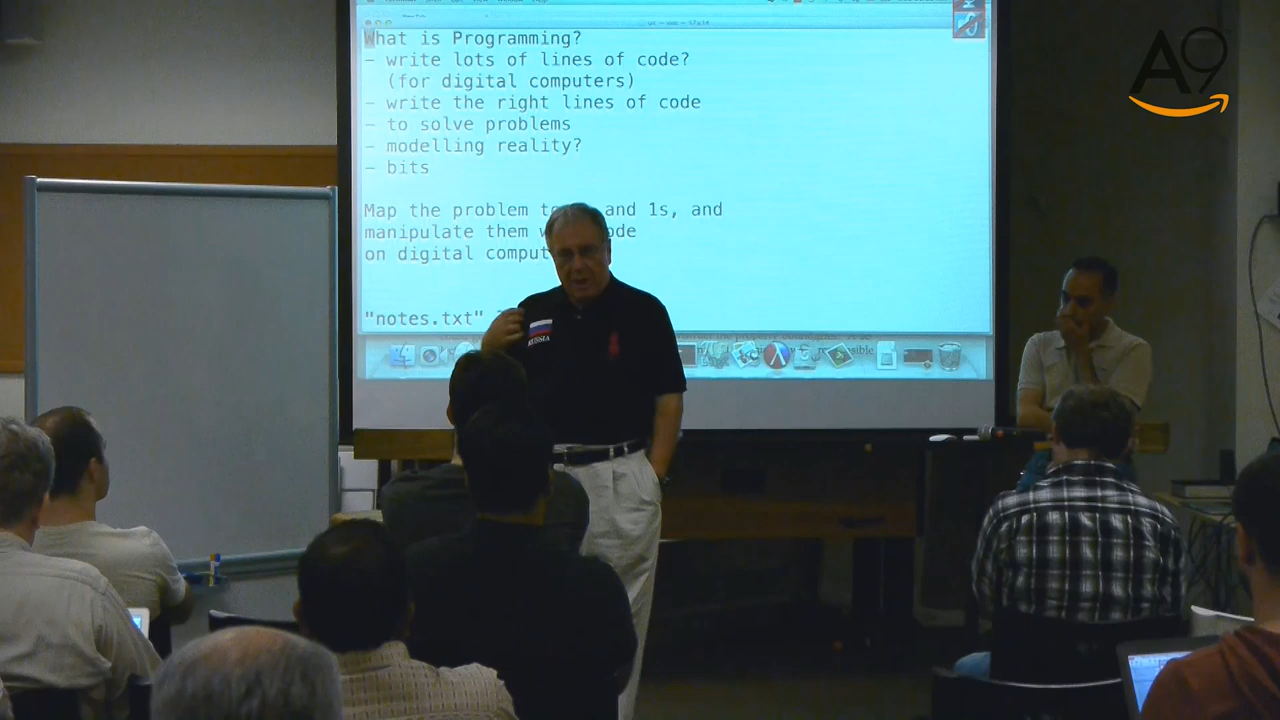 What is Programming?
- write lots of lines of code?
(for digital computers)
- write the right lines of code
- to solve problems
- modelling reality?
- bits
Map the problem to and 1s, and
manipulate them
on digital
"notes.txt"
RUSSIA
A9